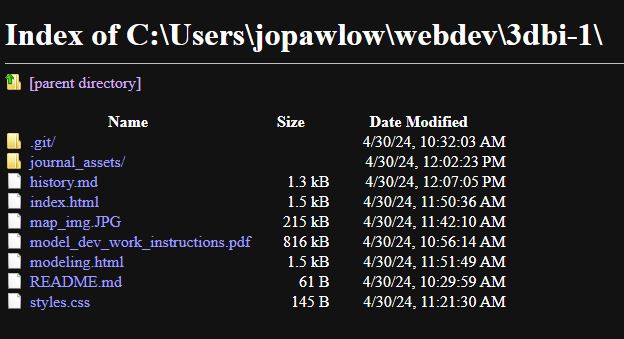 Index of C:\Users\jopawlow\webdev\3dbi-1\
[parent directory]
Name Size Date Modified
.git/ 4/30/24, 10:32:03 AM
journal_assets/ 4/30/24, 12:02:23 PM
history.md 1.3 kB 4/30/24, 12:07:05 PM
index.html 1.5 kB 4/30/24, 11:50:36 AM
map_img.JPG 215 kB 4/30/24, 11:42:10 AM
model_dev_work_instructions.pdf 816 kB 4/30/24, 10:56:14 AM
modeling.html 1.5 kB 4/30/24, 11:51:49 AM
README.md 61 B 4/30/24, 10:29:59 AM
styles.css 145 B 4/30/24, 11:21:30 AM